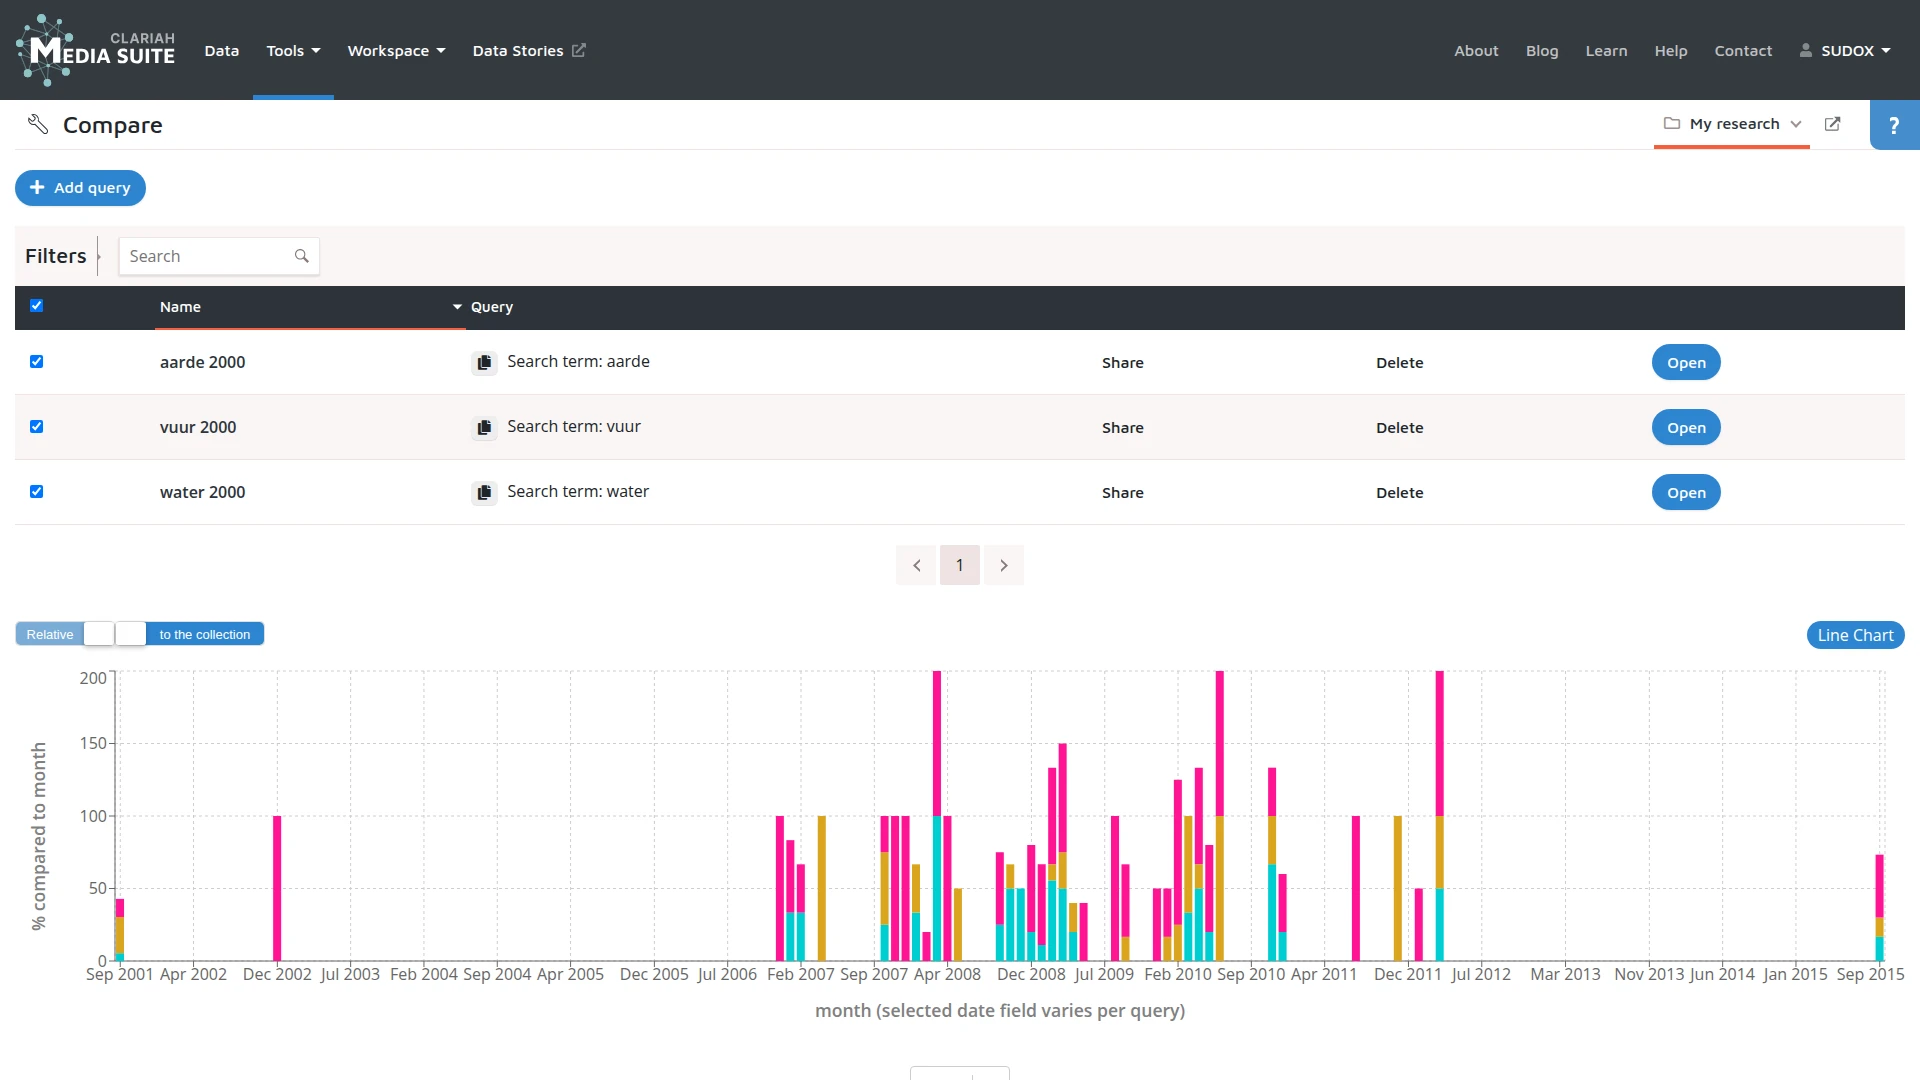 CLARIAH
MEDIA SUITE
Data
Tools
Workspace
Data Stories
About
Blog
Learn
Help
Contact
SUDOX
Compare
My research
?
+ Add query
Filters
Search
Name
Query
aarde 2000
Search term: aarde
Share
Delete
Open
vuur 2000
Search term: vuur
Share
Delete
Open
water 2000
Search term: water
Share
Delete
Open
1
Relative
to the collection
Line Chart
200
150
100
50
0
% compared to month
Sep 2001 Apr 2002 Dec 2002 Jul 2003 Feb 2004 Sep 2004 Apr 2005 Dec 2005 Jul 2006 Feb 2007 Sep 2007 Apr 2008 Dec 2008 Jul 2009 Feb 2010 Sep 2010 Apr 2011 Dec 2011 Jul 2012 Mar 2013 Nov 2013 Jun 2014 Jan 2015 Sep 2015
month (selected date field varies per query)